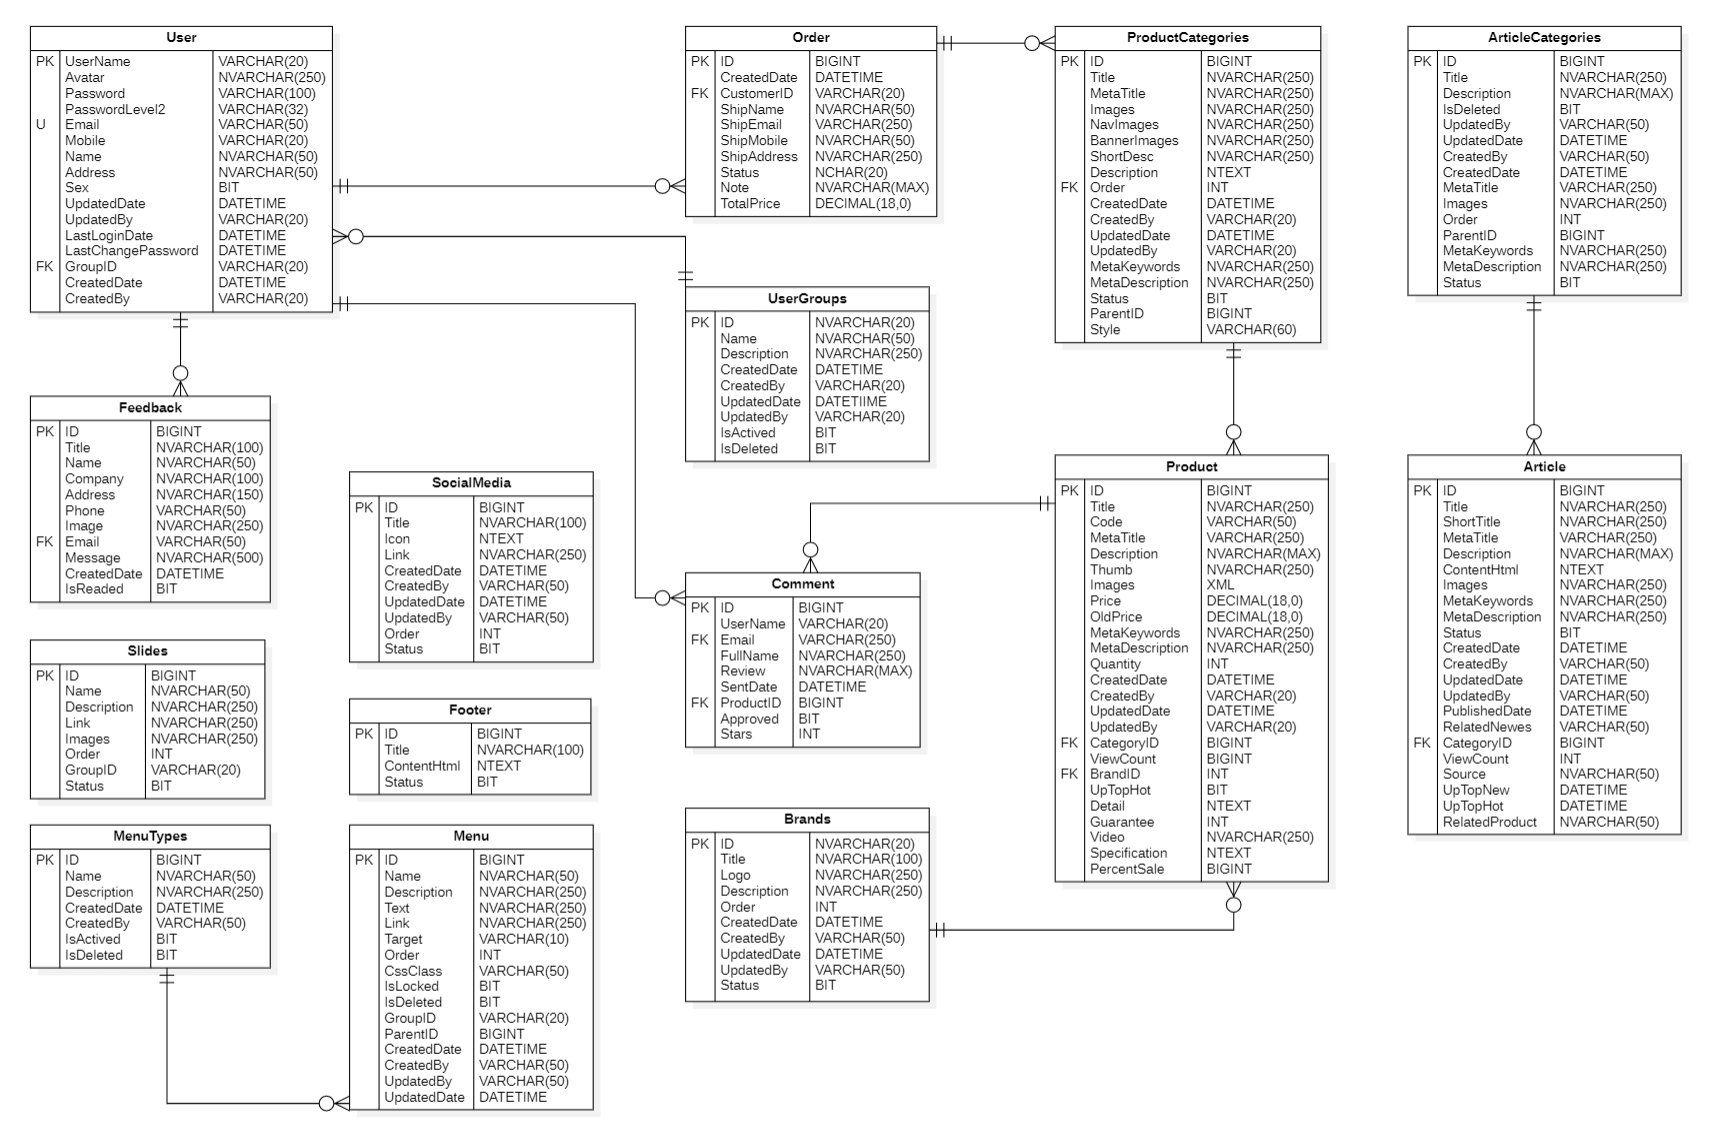 User
PK UserName VARCHAR(20)
Avatar NVARCHAR(250)
Password VARCHAR(100)
PasswordLevel2 VARCHAR(32)
U Email VARCHAR(50)
Mobile VARCHAR(20)
Name NVARCHAR(50)
Address NVARCHAR(50)
Sex BIT
UpdatedDate DATETIME
UpdatedBy VARCHAR(20)
LastLoginDate DATETIME
LastChangePassword DATETIME
FK GroupID VARCHAR(20)
CreatedDate DATETIME
CreatedBy VARCHAR(20)
Order
PK ID BIGINT
CreatedDate DATETIME
FK CustomerID VARCHAR(20)
ShipName NVARCHAR(50)
ShipEmail VARCHAR(250)
ShipMobile NVARCHAR(50)
ShipAddress NVARCHAR(250)
Status NCHAR(20)
Note NVARCHAR(MAX)
TotalPrice DECIMAL(18,0)
ProductCategories
PK ID BIGINT
Title NVARCHAR(250)
MetaTitle NVARCHAR(250)
Images NVARCHAR(250)
NavImages NVARCHAR(250)
BannerImages NVARCHAR(250)
ShortDesc NVARCHAR(250)
Description NTEXT
FK Order INT
CreatedDate DATETIME
CreatedBy VARCHAR(20)
UpdatedDate DATETIME
UpdatedBy VARCHAR(20)
MetaKeywords NVARCHAR(250)
MetaDescription NVARCHAR(250)
Status BIT
ParentID BIGINT
Style VARCHAR(60)
ArticleCategories
PK ID BIGINT
Title NVARCHAR(250)
Description NVARCHAR(MAX)
IsDeleted BIT
UpdatedBy VARCHAR(50)
UpdatedDate DATETIME
CreatedBy VARCHAR(50)
CreatedDate DATETIME
MetaTitle VARCHAR(250)
Images NVARCHAR(250)
Order INT
ParentID BIGINT
MetaKeywords NVARCHAR(250)
MetaDescription NVARCHAR(250)
Status BIT
UserGroups
PK ID NVARCHAR(20)
Name NVARCHAR(50)
Description NVARCHAR(250)
CreatedDate DATETIME
CreatedBy VARCHAR(20)
UpdatedDate DATETIIME
UpdatedBy VARCHAR(20)
IsActived BIT
IsDeleted BIT
Feedback
PK ID BIGINT
Title NVARCHAR(100)
Name NVARCHAR(50)
Company NVARCHAR(100)
Address NVARCHAR(150)
Phone VARCHAR(50)
Image NVARCHAR(250)
FK Email VARCHAR(50)
Message NVARCHAR(500)
CreatedDate DATETIME
IsReaded BIT
SocialMedia
PK ID BIGINT
Title NVARCHAR(100)
Icon NTEXT
Link NVARCHAR(250)
CreatedDate DATETIME
CreatedBy VARCHAR(50)
UpdatedDate DATETIME
UpdatedBy VARCHAR(50)
Order INT
Status BIT
Product
PK ID BIGINT
Title NVARCHAR(250)
Code VARCHAR(50)
MetaTitle VARCHAR(250)
Description NVARCHAR(MAX)
Thumb NVARCHAR(250)
Images XML
Price DECIMAL(18,0)
OldPrice DECIMAL(18,0)
MetaKeywords NVARCHAR(250)
MetaDescription NVARCHAR(250)
Quantity INT
CreatedDate DATETIME
CreatedBy VARCHAR(20)
UpdatedDate DATETIME
UpdatedBy VARCHAR(20)
FK CategoryID BIGINT
ViewCount BIGINT
FK BrandID INT
UpTopHot BIT
Detail NTEXT
Guarantee INT
Video NVARCHAR(250)
Specification NTEXT
PercentSale BIGINT
Article
PK ID BIGINT
Title NVARCHAR(250)
ShortTitle NVARCHAR(250)
MetaTitle VARCHAR(250)
Description NVARCHAR(MAX)
ContentHtml NTEXT
Images NVARCHAR(250)
MetaKeywords NVARCHAR(250)
MetaDescription NVARCHAR(250)
Status BIT
CreatedDate DATETIME
CreatedBy VARCHAR(50)
UpdatedDate DATETIME
UpdatedBy VARCHAR(50)
PublishedDate DATETIME
RelatedNewes VARCHAR(50)
FK CategoryID BIGINT
ViewCount INT
Source NVARCHAR(50)
UpTopNew DATETIME
UpTopHot DATETIME
RelatedProduct NVARCHAR(50)
Comment
PK ID BIGINT
UserName VARCHAR(20)
FK Email VARCHAR(250)
FullName NVARCHAR(250)
Review NVARCHAR(MAX)
SentDate DATETIME
FK ProductID BIGINT
Approved BIT
Stars INT
Slides
PK ID BIGINT
Name NVARCHAR(50)
Description NVARCHAR(250)
Link NVARCHAR(250)
Images NVARCHAR(250)
Order INT
GroupID VARCHAR(20)
Status BIT
Footer
PK ID BIGINT
Title NVARCHAR(100)
ContentHtml NTEXT
Status BIT
MenuTypes
PK ID BIGINT
Name NVARCHAR(50)
Description NVARCHAR(250)
CreatedDate DATETIME
CreatedBy VARCHAR(50)
IsActived BIT
IsDeleted BIT
Menu
PK ID BIGINT
Name NVARCHAR(50)
Description NVARCHAR(250)
Text NVARCHAR(250)
Link NVARCHAR(250)
Target VARCHAR(10)
Order INT
CssClass VARCHAR(50)
IsLocked BIT
IsDeleted BIT
GroupID VARCHAR(20)
ParentID BIGINT
CreatedDate DATETIME
CreatedBy VARCHAR(50)
UpdatedBy VARCHAR(50)
UpdatedDate DATETIME
Brands
PK ID NVARCHAR(20)
Title NVARCHAR(100)
Logo NVARCHAR(250)
Description NVARCHAR(250)
Order INT
CreatedDate DATETIME
CreatedBy VARCHAR(50)
UpdatedDate DATETIME
UpdatedBy VARCHAR(50)
Status BIT